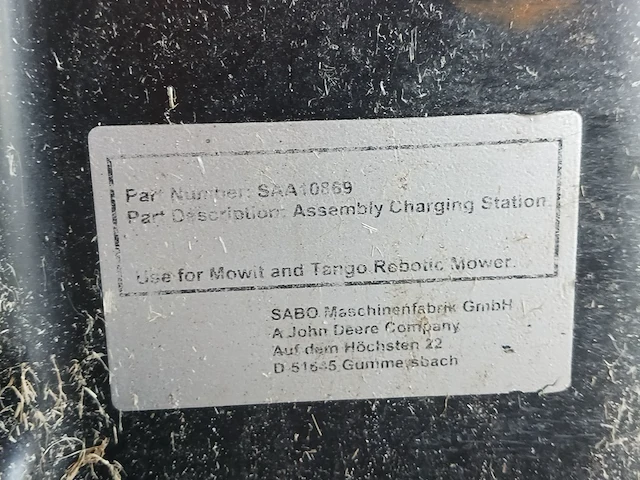 Part Number: SAA10869
Part Description: Assembly Charging Station
Use for Mowit and Tango Robotic Mower.
SABO Maschinenfabrik GmbH
A John Deere Company
Auf dem Höchsten 22
Gummersbach